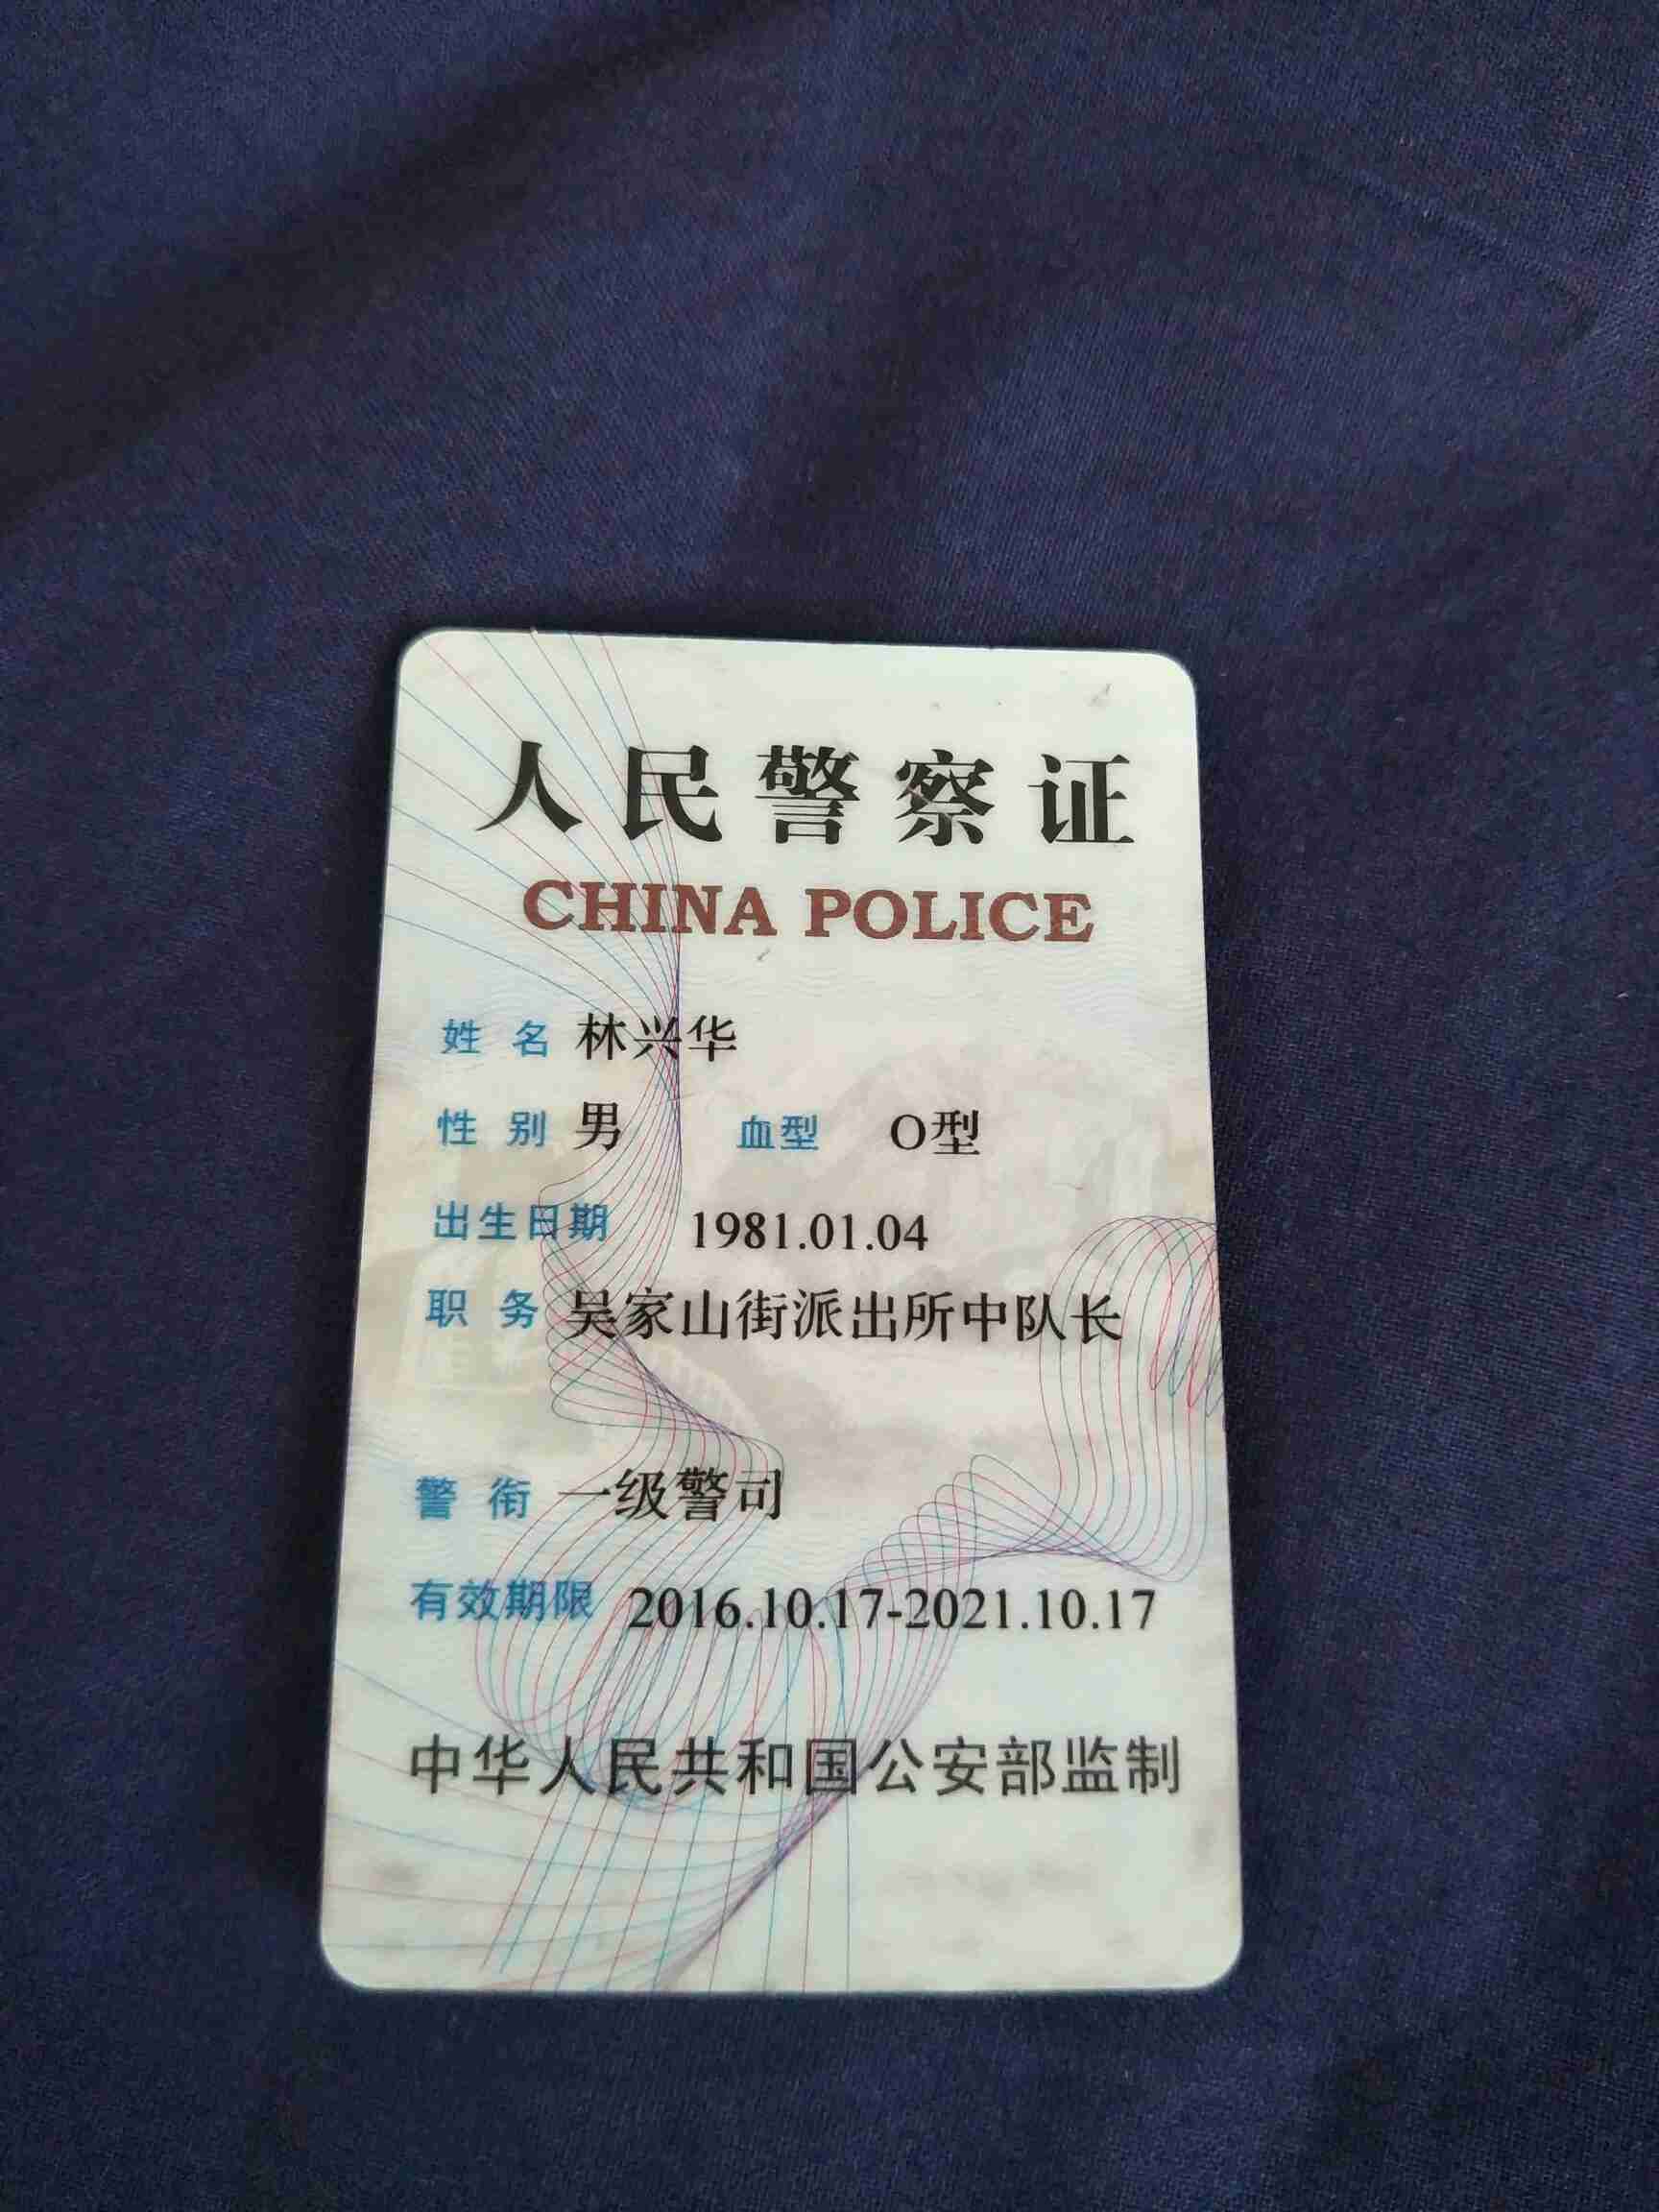 人民警察证
CHINA POLICE
姓 名 林兴华
性 别 男 血型 O型
出生日期 1981.01.04
职 务 吴家山街派出所中队长
警 衔 一级警司
有效期限 2016.10.17-2021.10.17
中华人民共和国公安部监制